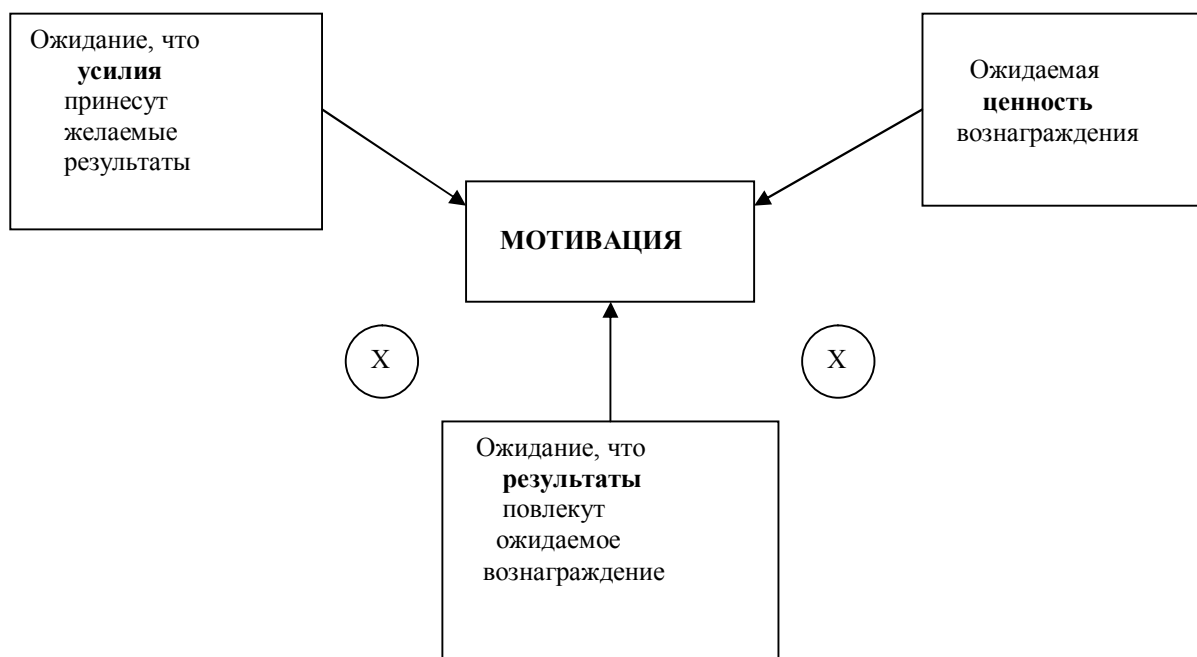 Ожидание, что
усилия
принесут
желаемые
результаты
Ожидаемая
ценность
вознаграждения
МОТИВАЦИЯ
X
X
Ожидание, что
результаты
повлекут
ожидаемое
вознаграждение